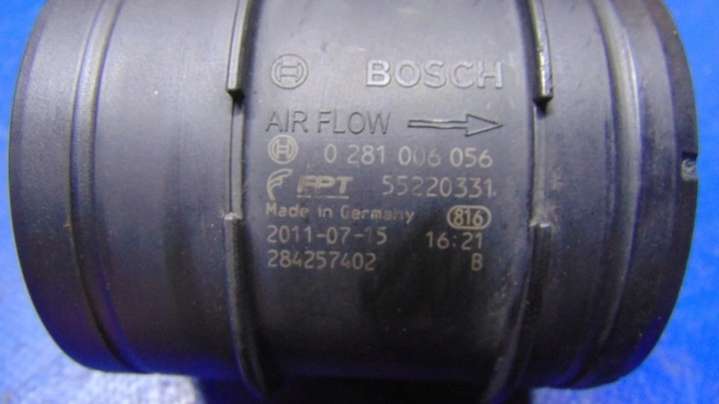 BOSCH
AIR FLOW
0 281 006 056
FPT 55220331
Made in Germany 816
2011-07-15 16:21
284257402 B